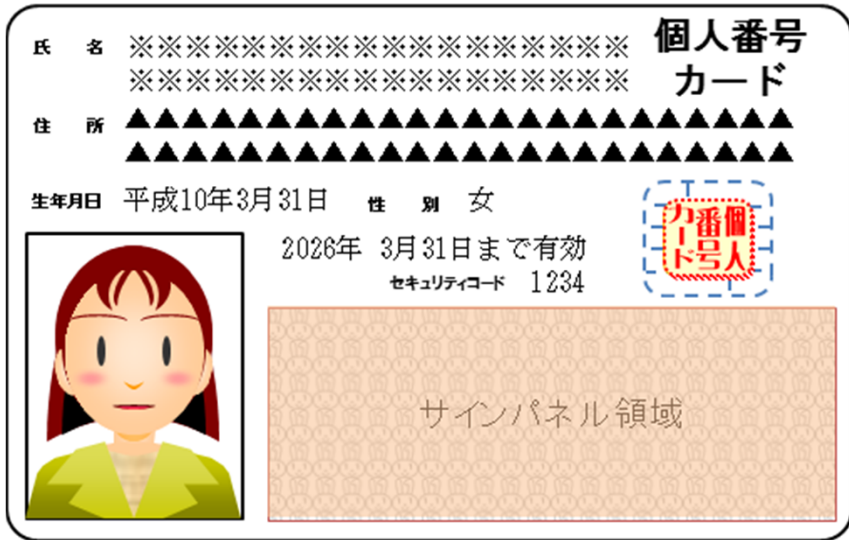 氏 名 ※※※※※※※※※※※※※※※※※※
※※※※※※※※※※※※※※※※※※
個人番号
カード
住 所 ▲▲▲▲▲▲▲▲▲▲▲▲▲▲▲▲▲▲▲▲▲▲▲▲
▲▲▲▲▲▲▲▲▲▲▲▲▲▲▲▲▲▲▲▲▲▲▲▲
生年月日 平成10年3月31日 性 別 女
2026年 3月31日まで有効
セキュリティコード 1234
個人
番号
カード
サインパネル領域